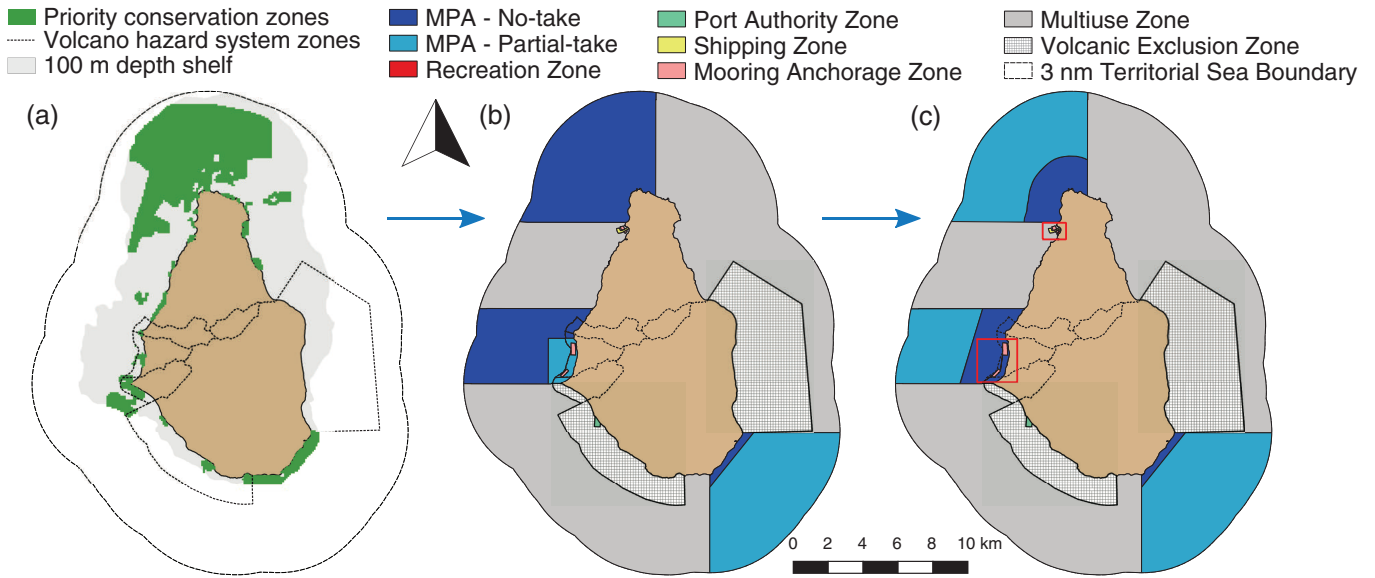 Priority conservation zones
Volcano hazard system zones
100 m depth shelf
MPA - No-take
MPA - Partial-take
Recreation Zone
Port Authority Zone
Shipping Zone
Mooring Anchorage Zone
Multiuse Zone
Volcanic Exclusion Zone
3 nm Territorial Sea Boundary
(a)
(b)
(c)
0 2 4 6 8 10 km